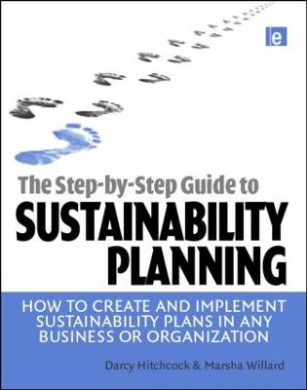 e
The Step-by-Step Guide to
SUSTAINABILITY
PLANNING
HOW TO CREATE AND IMPLEMENT
SUSTAINABILITY PLANS IN ANY
BUSINESS OR ORGANIZATION
Darcy Hitchcock & Marsha Willard